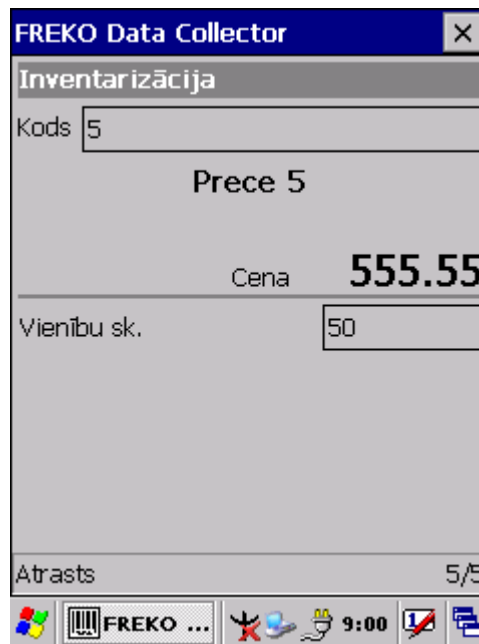 FREKO Data Collector
Inventarizācija
Kods 5
Prece 5
Cena 555.55
Vienību sk. 50
Atrasts 5/5
FREKO ... 9:00 1